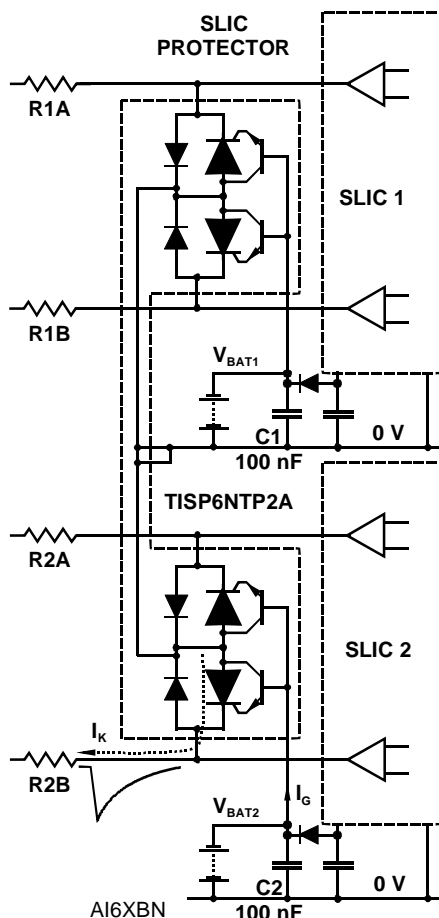 SLIC
PROTECTOR
R1A
SLIC 1
R1B
VBAT1
C1
100 nF
0 V
TISP6NTP2A
R2A
SLIC 2
IK
R2B
IG
VBAT2
C2
100 nF
0 V
AI6XBN